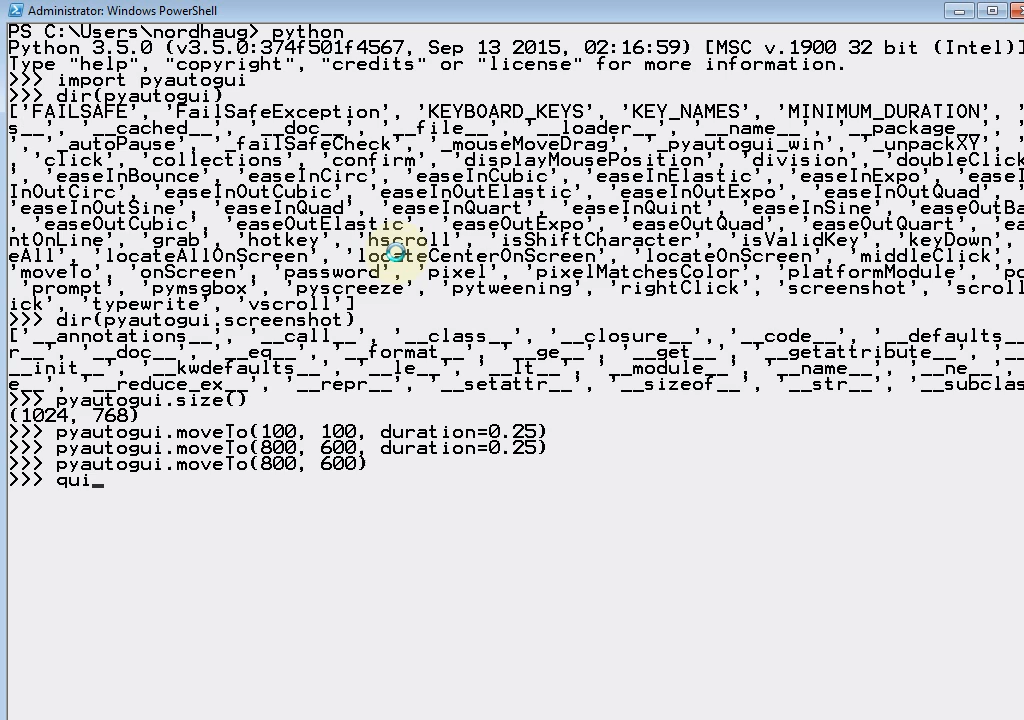 Administrator: Windows PowerShell
PS C:\Users\nordhaug> python
Python 3.5.0 (v3.5.0:374f501f4567, Sep 13 2015, 02:16:59) [MSC v.1900 32 bit (Intel)]
Type "help", "copyright", "credits" or "license" for more information.
>>> import pyautogui
>>> dir(pyautogui)
['FAILSAFE', 'FailSafeException', 'KEYBOARD_KEYS', 'KEY_NAMES', 'MINIMUM_DURATION', '
s__', '__cached__', '__doc__', '__file__', '__loader__', '__name__', '__package__', '
', '_autoPause', '_failSafeCheck', '_mouseMoveDrag', '_pyautogui_win', '_unpackXY',
, 'click', 'collections', 'confirm', 'displayMousePosition', 'division', 'doubleClick
', 'easeInBounce', 'easeInCirc', 'easeInCubic', 'easeInElastic', 'easeInExpo', 'easeI
InOutCirc', 'easeInOutCubic', 'easeInOutElastic', 'easeInOutExpo', 'easeInOutQuad', '
'easeInOutSine', 'easeInQuad', 'easeInQuart', 'easeInQuint', 'easeInSine', 'easeOutBa
, 'easeOutCubic', 'easeOutElastic', 'easeOutExpo', 'easeOutQuad', 'easeOutQuart', 'ea
ntOnLine', 'grab', 'hotkey', 'hscroll', 'isShiftCharacter', 'isValidKey', 'keyDown',
eAll', 'locateAllOnScreen', 'locateCenterOnScreen', 'locateOnScreen', 'middleClick',
'moveTo', 'onScreen', 'password', 'pixel', 'pixelMatchesColor', 'platformModule', 'po
'prompt', 'pymsgbox', 'pyscreeze', 'pytweening', 'rightClick', 'screenshot', 'scroll
ick', 'typewrite', 'vscroll']
>>> dir(pyautogui.screenshot)
['__annotations__', '__call__', '__class__', '__closure__', '__code__', '__defaults__
r__', '__doc__', '__eq__', '__format__', '__ge__', '__get__', '__getattribute__', '__
__init__', '__kwdefaults__', '__le__', '__lt__', '__module__', '__name__', '__ne__',
e__', '__reduce_ex__', '__repr__', '__setattr__', '__sizeof__', '__str__', '__subclas
>>> pyautogui.size()
(1024, 768)
>>> pyautogui.moveTo(100, 100, duration=0.25)
>>> pyautogui.moveTo(800, 600, duration=0.25)
>>> pyautogui.moveTo(800, 600)
>>> qui_